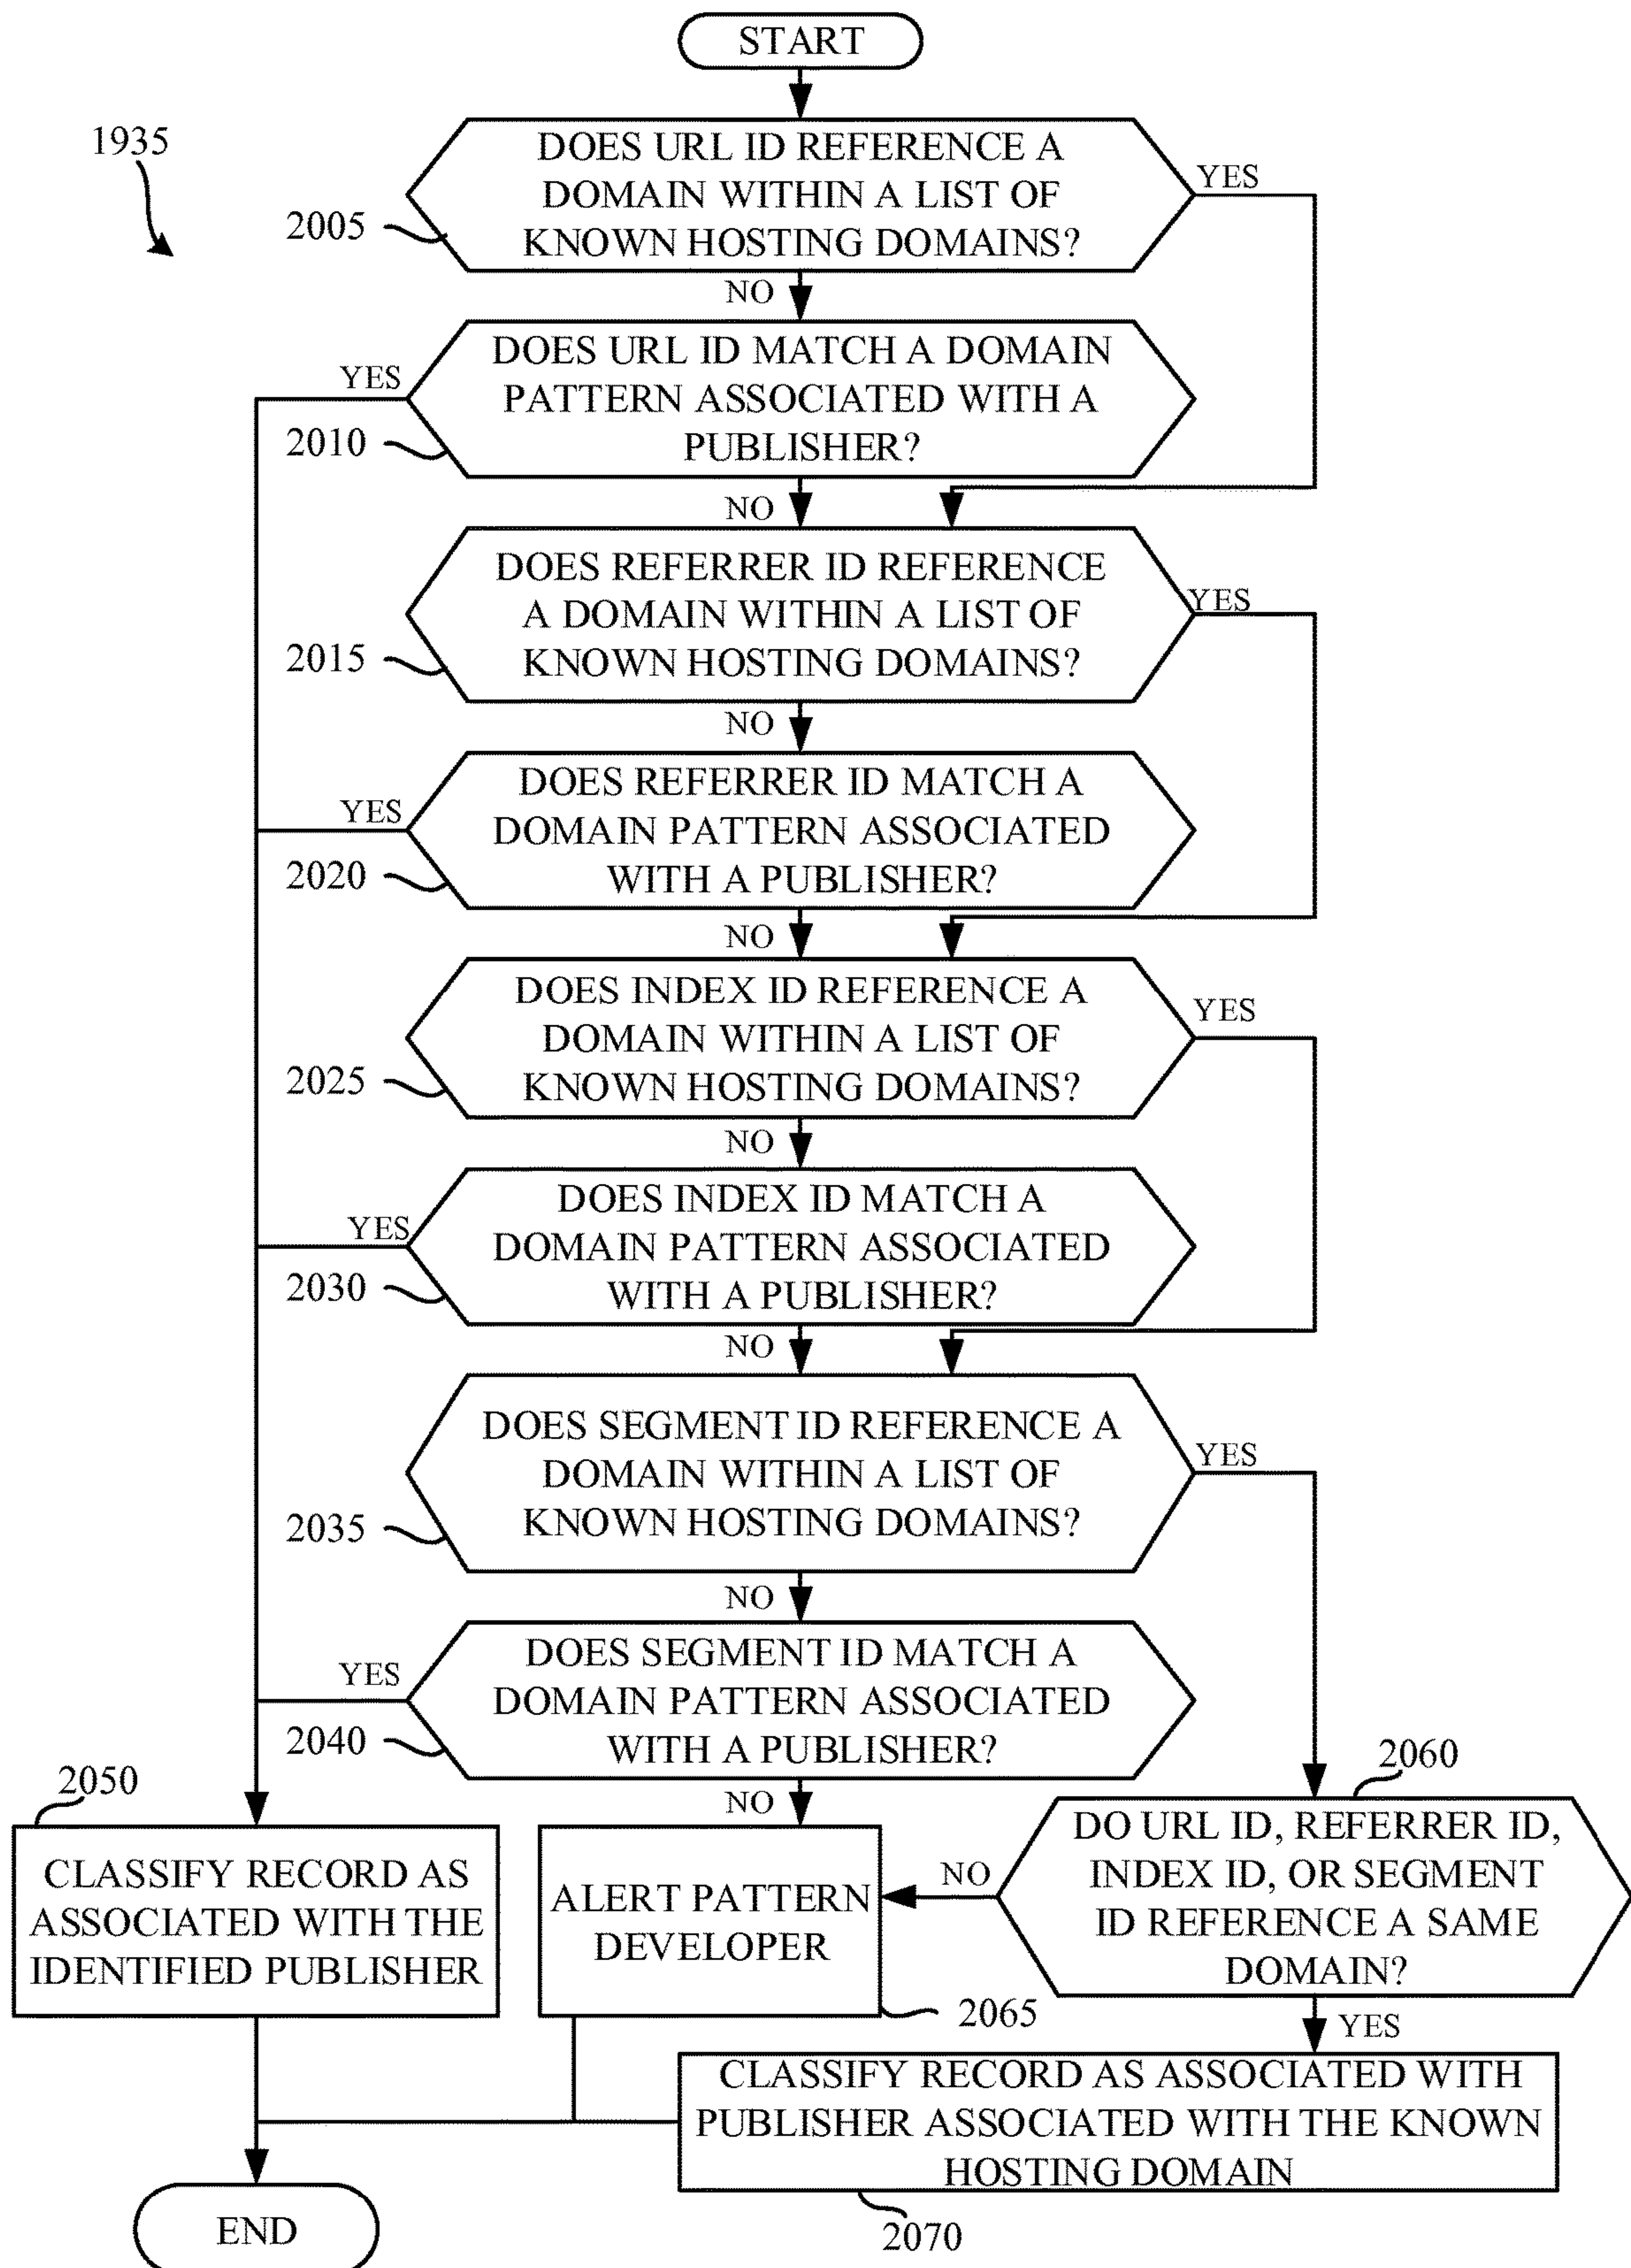 START
1935
DOES URL ID REFERENCE A
DOMAIN WITHIN A LIST OF
KNOWN HOSTING DOMAINS?
YES
2005
NO
DOES URL ID MATCH A DOMAIN
PATTERN ASSOCIATED WITH A
PUBLISHER?
YES
2010
NO
DOES REFERRER ID REFERENCE
A DOMAIN WITHIN A LIST OF
KNOWN HOSTING DOMAINS?
YES
2015
NO
DOES REFERRER ID MATCH A
DOMAIN PATTERN ASSOCIATED
WITH A PUBLISHER?
YES
2020
NO
DOES INDEX ID REFERENCE A
DOMAIN WITHIN A LIST OF
KNOWN HOSTING DOMAINS?
YES
2025
NO
DOES INDEX ID MATCH A
DOMAIN PATTERN ASSOCIATED
WITH A PUBLISHER?
YES
2030
NO
DOES SEGMENT ID REFERENCE A
DOMAIN WITHIN A LIST OF
KNOWN HOSTING DOMAINS?
YES
2035
NO
DOES SEGMENT ID MATCH A
DOMAIN PATTERN ASSOCIATED
WITH A PUBLISHER?
YES
2040
NO
2050
CLASSIFY RECORD AS
ASSOCIATED WITH THE
IDENTIFIED PUBLISHER
ALERT PATTERN
DEVELOPER
2065
NO
2060
DO URL ID, REFERRER ID,
INDEX ID, OR SEGMENT
ID REFERENCE A SAME
DOMAIN?
YES
CLASSIFY RECORD AS ASSOCIATED WITH
PUBLISHER ASSOCIATED WITH THE KNOWN
HOSTING DOMAIN
2070
END